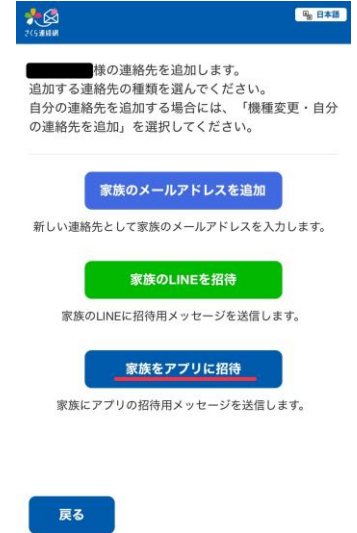 さくら連絡網
日本語
様の連絡先を追加します。
追加する連絡先の種類を選んでください。
自分の連絡先を追加する場合には、「機種変更・自分
の連絡先を追加」を選択してください。
家族のメールアドレスを追加
新しい連絡先として家族のメールアドレスを入力します。
家族のLINEを招待
家族のLINEに招待用メッセージを送信します。
家族をアプリに招待
家族にアプリの招待用メッセージを送信します。
戻る